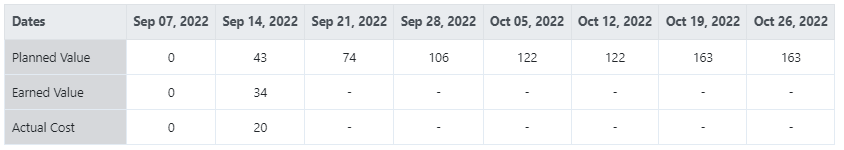 Dates Sep 07, 2022 Sep 14, 2022 Sep 21, 2022 Sep 28, 2022 Oct 05, 2022 Oct 12, 2022 Oct 19, 2022 Oct 26, 2022
Planned Value 0 43 74 106 122 122 163 163
Earned Value 0 34 - - - - - -
Actual Cost 0 20 - - - - - -